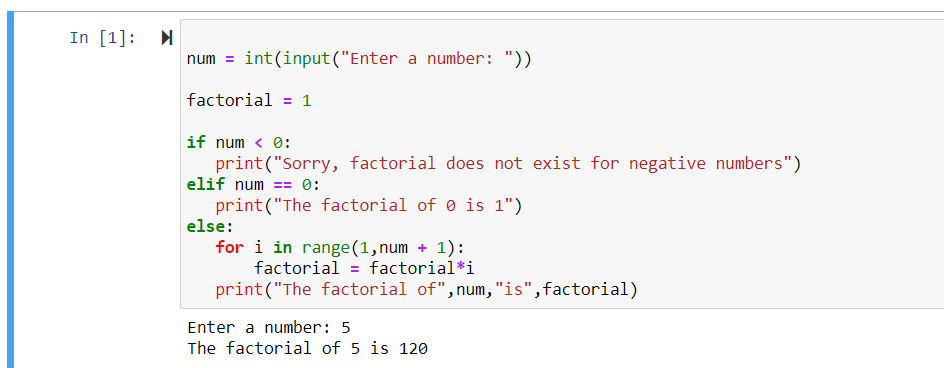 In [1]:
num = int(input("Enter a number: "))
factorial = 1
if num < 0:
   print("Sorry, factorial does not exist for negative numbers")
elif num == 0:
   print("The factorial of 0 is 1")
else:
   for i in range(1,num + 1):
       factorial = factorial*i
   print("The factorial of",num,"is",factorial)
Enter a number: 5
The factorial of 5 is 120